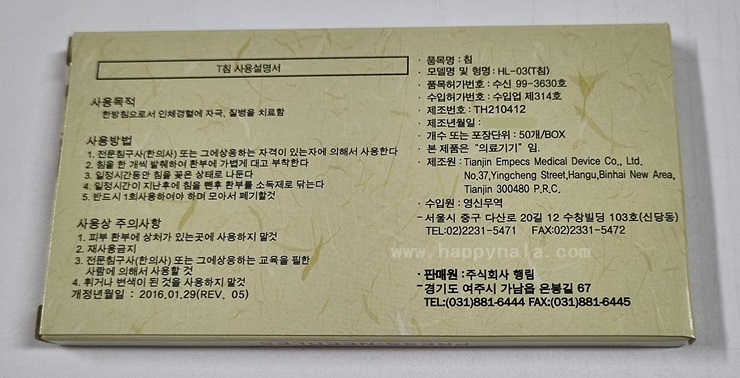 T침 사용설명서
사용목적
한방침으로서 인체경혈에 자극, 질병을 치료함
사용방법
1. 전문침구사(한의사) 또는 그에상응하는 자격이 있는자에 의해서 사용한다
2. 침을 한 개씩 발췌하여 환부에 가볍게 대고 부착한다
3. 일정시간동안 침을 꽂은 상태로 나둔다
4. 일정시간이 지난후에 침을 뺀후 환부를 소독제로 닦는다
5. 반드시 1회사용하여야 하며 모아서 폐기할것
사용상 주의사항
1. 피부 환부에 상처가 있는곳에 사용하지 말것
2. 재사용금지
3. 전문침구사(한의사) 또는 그에상응하는 교육을 필한
사람에 의해서 사용할 것
4. 휘거나 변색이 된 것을 사용하지 말것
개정년월일 : 2016.01.29(REV. 05)
· 품목명 : 침
· 모델명 및 형명 : HL-03(T침)
· 품목허가번호 : 수신 99-3630호
· 수입허가번호 : 수입업 제314호
· 제조번호 : TH210412
· 제조년월일 :
· 개수 또는 포장단위 : 50개/BOX
· 본 제품은 "의료기기" 임.
· 제조원 : Tianjin Empecs Medical Device Co., Ltd.
No,37,Yingcheng Street,Hangu,Binhai New Area,
Tianjin 300480 P.R.C.
· 수입원 : 영신무역
-서울시 중구 다산로 20길 12 수창빌딩 103호(신당동)
TEL:02)2231-5471 FAX:02)2331-5472
www.happynala.com
· 판매원 : 주식회사 행림
-경기도 여주시 가남읍 은봉길 67
TEL:(031)881-6444 FAX:(031)881-6445
PRESS-NEEDLES